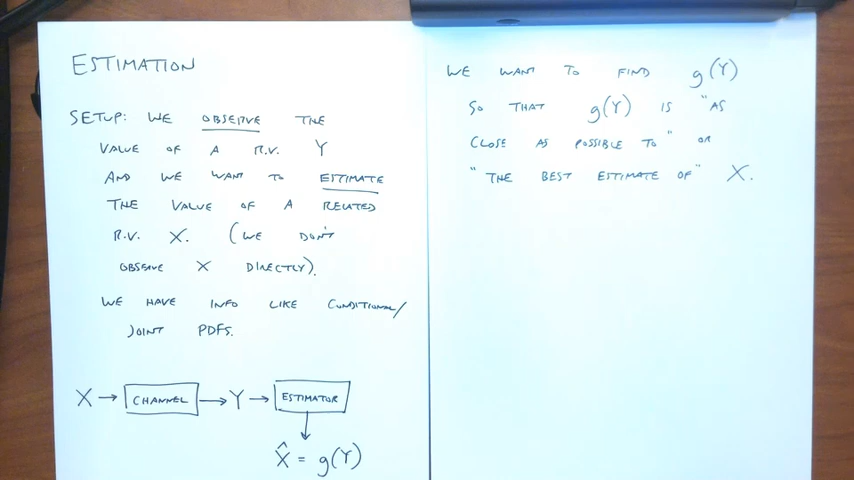 ESTIMATION
SETUP: WE OBSERVE THE
VALUE OF A R.V. Y
AND WE WANT TO ESTIMATE
THE VALUE OF A RELATED
R.V. X. (WE DON'T
OBSERVE X DIRECTLY).
WE HAVE INFO LIKE CONDITIONAL/
JOINT PDFS.
X → CHANNEL → Y → ESTIMATOR
X̂ = g(Y)
WE WANT TO FIND g(Y)
SO THAT g(Y) IS "AS
CLOSE AS POSSIBLE TO" OR
"THE BEST ESTIMATE OF" X.